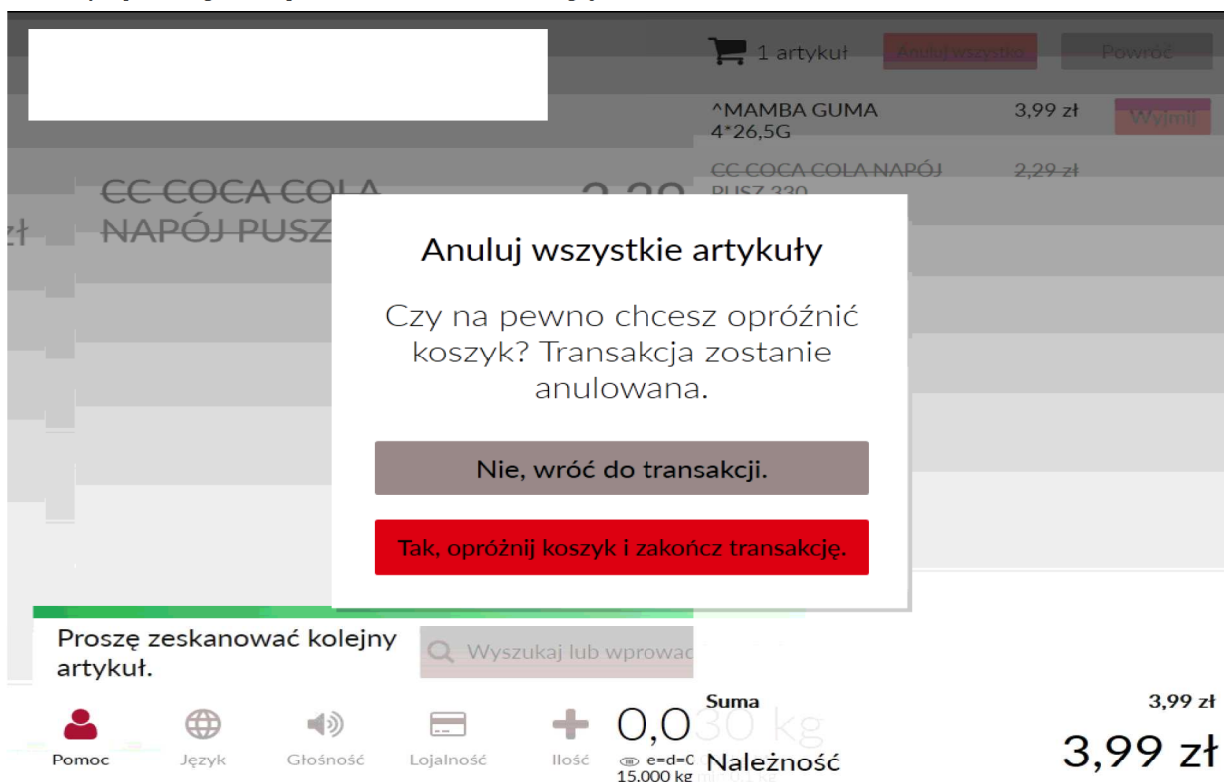 1 artykuł
Anuluj wszystko
Powróć
^MAMBA GUMA 3,99 zł
Wyjmij
4*26,5G
CC COCA COLA NAPÓJ 2,29 zł
PUSZ 330
CC COCA COLA
zł NAPÓJ PUSZ
Anuluj wszystkie artykuły
Czy na pewno chcesz opróżnić
koszyk? Transakcja zostanie
anulowana.
Nie, wróć do transakcji.
Tak, opróżnij koszyk i zakończ transakcję.
Proszę zeskanować kolejny
artykuł.
Wyszukaj lub wprowad
Suma 3,99 zł
0,030 kg
Pomoc
Język
Głośność
Lojalność
Ilość
e=d=
15.000 kg
Należność 3,99 zł